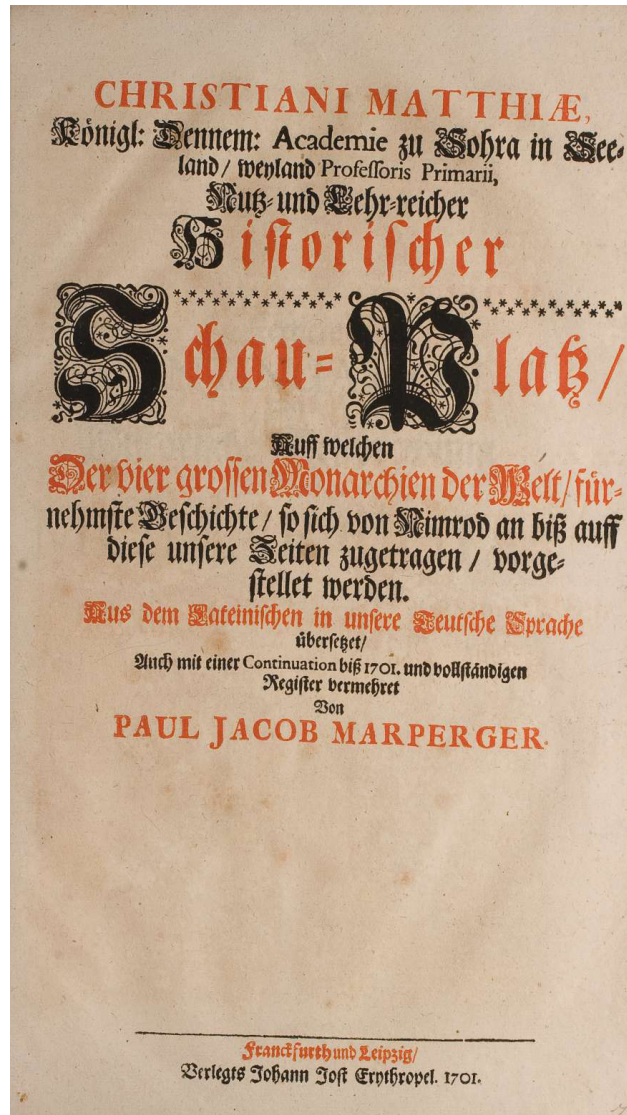 CHRISTIANI MATTHIÆ,
Königl: Dennem: Academie zu Sohra in See-
land/ weyland Professoris Primarii,
Nutz- und Lehr-reicher
Historischer
Schau-Platz/
Auff welchen
Der vier grossen Monarchien der Welt/ für-
nehmste Geschichte/ so sich von Nimrod an biß auff
diese unsere Zeiten zugetragen/ vorge-
stellet werden.
Aus dem Lateinischen in unsere Teutsche Sprache
übersetzet/
Auch mit einer Continuation biß 1701. und vollständigen
Register vermehret
Von
PAUL JACOB MARPERGER.
Franckfurth und Leipzig/
Verlegts Johann Jost Erythropel. 1701.